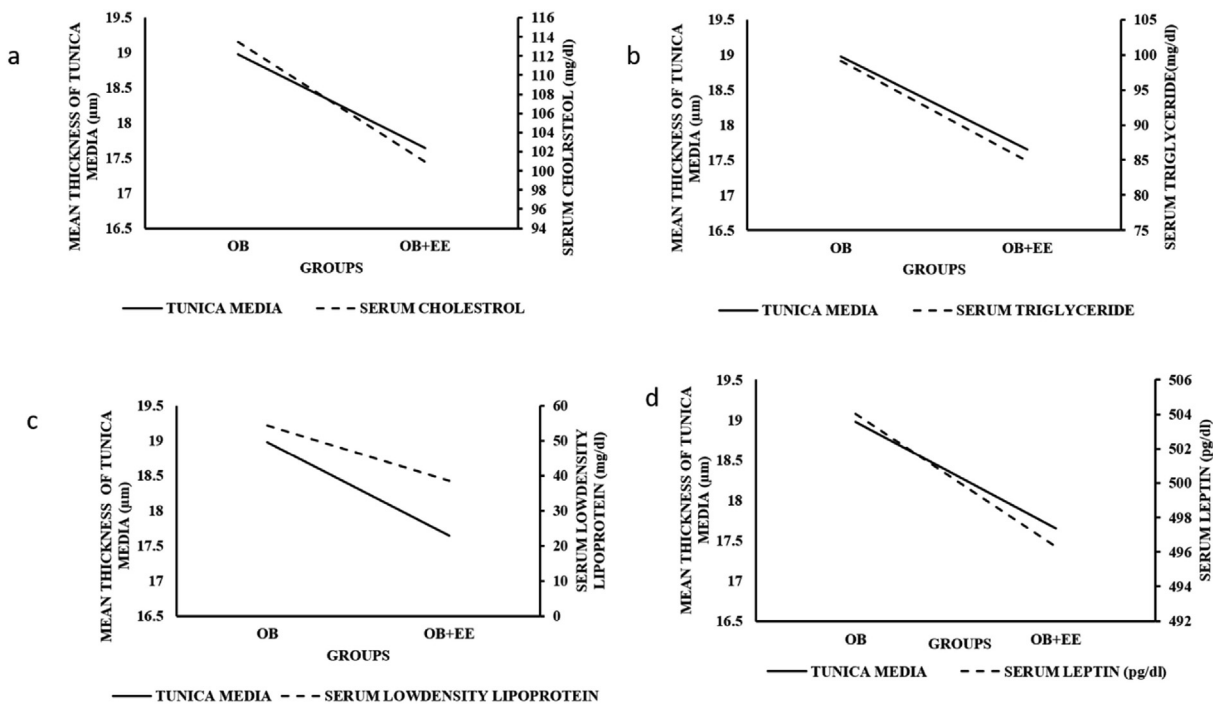 a
MEAN THICKNESS OF TUNICA
MEDIA (µm)
19.5
19
18.5
18
17.5
17
16.5
116
114
112
110
108
106
104
102
100
98
96
94
SERUM CHOLRSTEOL (mg/dl)
OB
OB+EE
GROUPS
TUNICA MEDIA
SERUM CHOLESTROL
b
MEAN THICKNESS OF TUNICA
MEDIA (µm)
19.5
19
18.5
18
17.5
17
16.5
105
100
95
90
85
80
75
SERUM TRIGLYCERIDE(mg/dl)
OB
OB+EE
GROUPS
TUNICA MEDIA
SERUM TRIGLYCERIDE
c
MEAN THICKNESS OF TUNICA
MEDIA (µm)
19.5
19
18.5
18
17.5
17
16.5
60
50
40
30
20
10
0
SERUM LOWDENSITY
LIPOPROTEIN (mg/dl)
OB
OB+EE
GROUPS
TUNICA MEDIA
SERUM LOWDENSITY LIPOPROTEIN
d
MEAN THICKNESS OF TUNICA
MEDIA (µm)
19.5
19
18.5
18
17.5
17
16.5
506
504
502
500
498
496
494
492
SERUM LEPTIN (pg/dl)
OB
GROUPS
OB+EE
TUNICA MEDIA
SERUM LEPTIN (pg/dl)